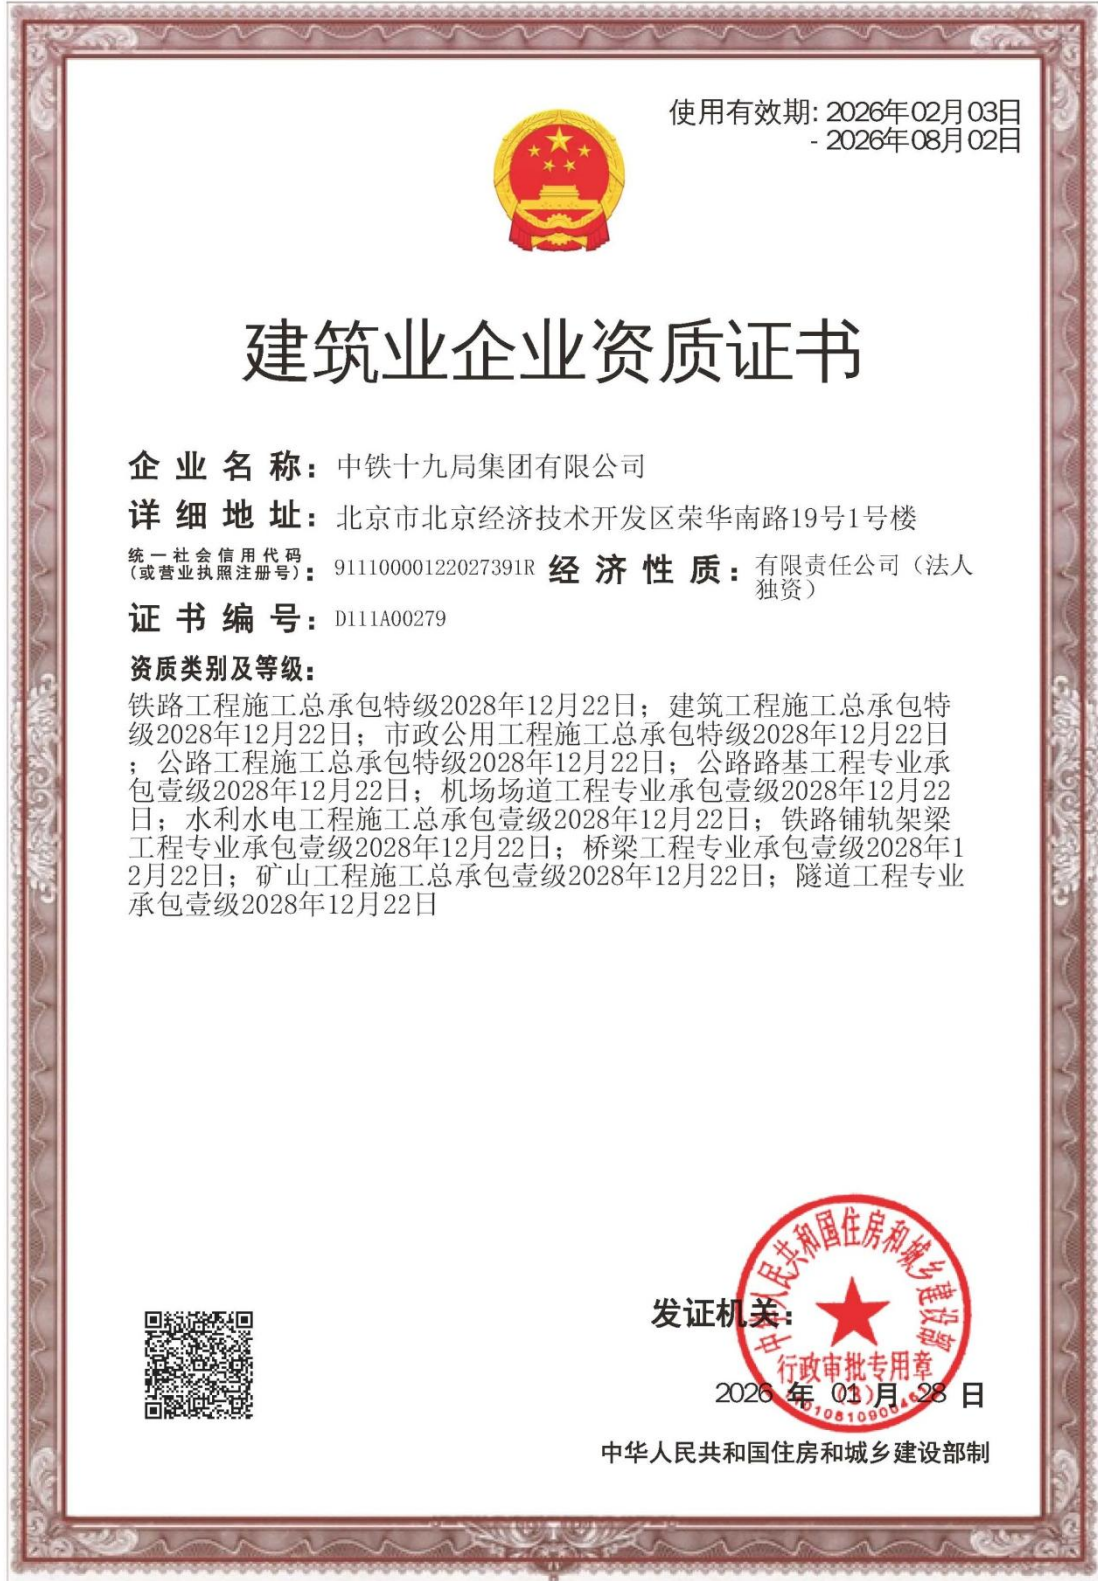 使用有效期: 2026年02月03日
- 2026年08月02日
建筑业企业资质证书
企业名称：中铁十九局集团有限公司
详细地址：北京市北京经济技术开发区荣华南路19号1号楼
统一社会信用代码
(或营业执照注册号)：91110000122027391R 经济性质：有限责任公司（法人
独资）
证书编号：D111A00279
资质类别及等级：
铁路工程施工总承包特级2028年12月22日；建筑工程施工总承包特
级2028年12月22日；市政公用工程施工总承包特级2028年12月22日
；公路工程施工总承包特级2028年12月22日；公路路基工程专业承
包壹级2028年12月22日；机场场道工程专业承包壹级2028年12月22
日；水利水电工程施工总承包壹级2028年12月22日；铁路铺轨架梁
工程专业承包壹级2028年12月22日；桥梁工程专业承包壹级2028年1
2月22日；矿山工程施工总承包壹级2028年12月22日；隧道工程专业
承包壹级2028年12月22日
发证机关：
中华人民共和国住房和城乡建设部
行政审批专用章
2026 年 01 月 28 日
中华人民共和国住房和城乡建设部制